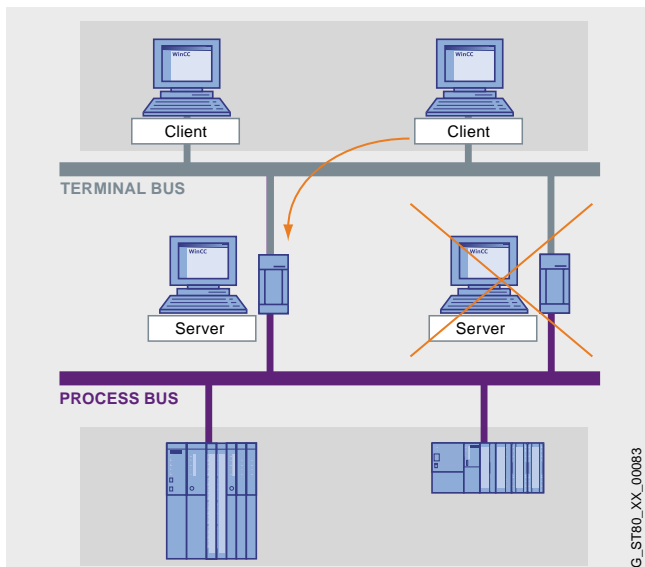 WinCC
WinCC
Client
Client
TERMINAL BUS
WinCC
WinCC
Server
Server
PROCESS BUS
G_ST80_XX_00083